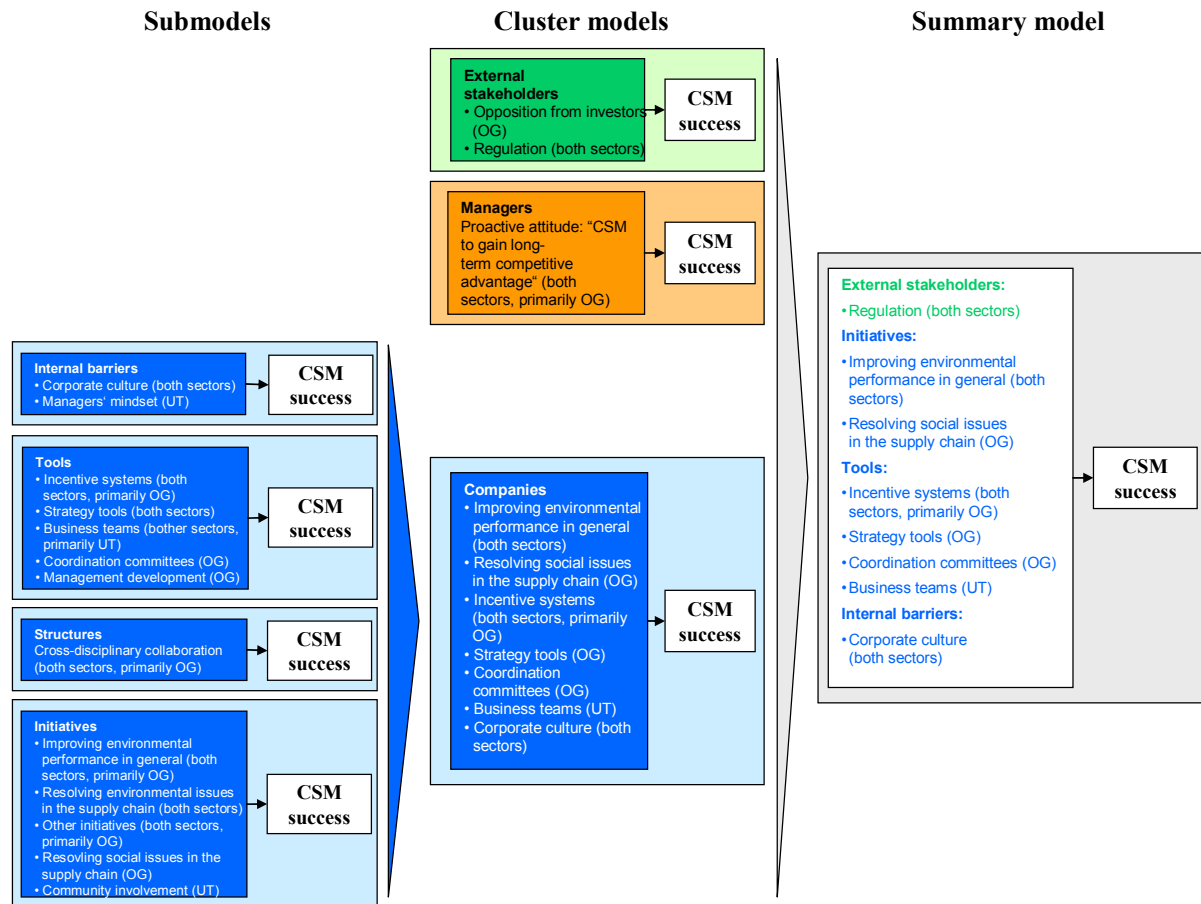 Submodels
Cluster models
Summary model
External
stakeholders
• Opposition from investors
(OG)
• Regulation (both sectors)
CSM
success
Managers
Proactive attitude: “CSM
to gain long-
term competitive
advantage“ (both
sectors, primarily OG)
CSM
success
Internal barriers
• Corporate culture (both sectors)
• Managers‘ mindset (UT)
CSM
success
Tools
• Incentive systems (both
sectors, primarily OG)
• Strategy tools (both sectors)
• Business teams (bother sectors,
primarily UT)
• Coordination committees (OG)
• Management development (OG)
CSM
success
Structures
Cross-disciplinary collaboration
(both sectors, primarily OG)
CSM
success
Initiatives
• Improving environmental
performance in general (both
sectors, primarily OG)
• Resolving environmental issues
in the supply chain (both sectors)
• Other initiatives (both sectors,
primarily OG)
• Resovling social issues in the
supply chain (OG)
• Community involvement (UT)
CSM
success
Companies
• Improving environmental
performance in general
(both sectors)
• Resolving social issues
in the supply chain (OG)
• Incentive systems
(both sectors, primarily
OG)
• Strategy tools (OG)
• Coordination
committees (OG)
• Business teams (UT)
• Corporate culture (both
sectors)
CSM
success
External stakeholders:
• Regulation (both sectors)
Initiatives:
• Improving environmental
performance in general (both
sectors)
• Resolving social issues
in the supply chain (OG)
Tools:
• Incentive systems (both
sectors, primarily OG)
• Strategy tools (OG)
• Coordination committees (OG)
• Business teams (UT)
Internal barriers:
• Corporate culture
(both sectors)
CSM
success